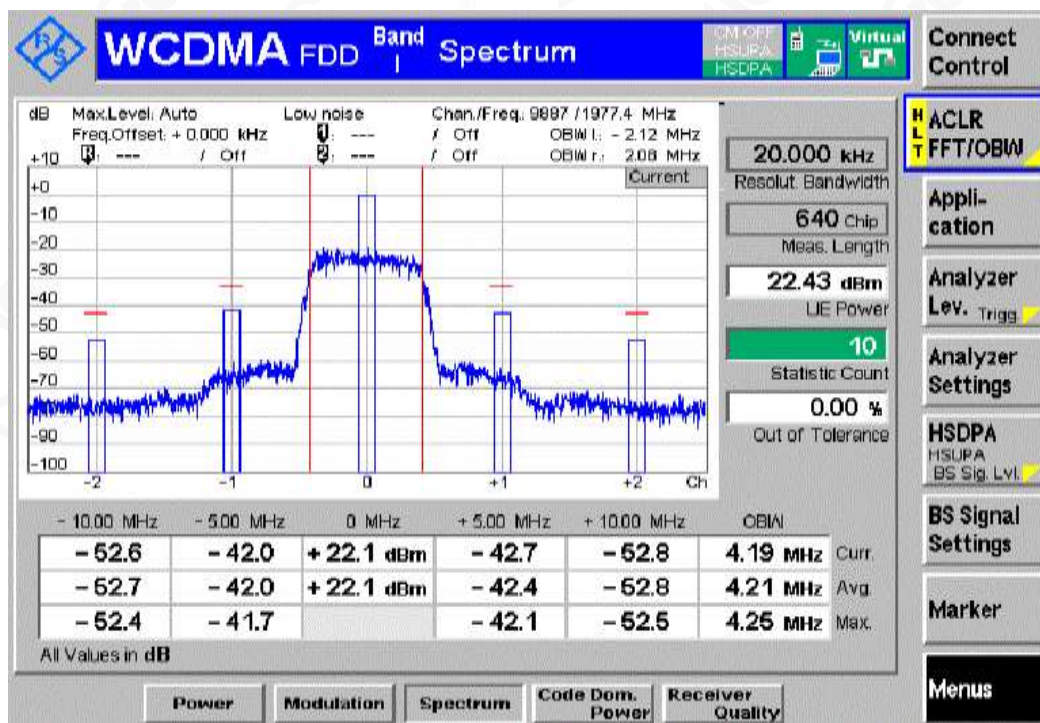 R S
WCDMA FDD Band I Spectrum
CM OFF
HSUPA
HSDPA
Virtual
Connect Control
dB Max.Level: Auto Low noise Chan./Freq.: 9887 / 1977.4 MHz
Freq.Offset: + 0.000 kHz 1: --- / Off OBW l.: - 2.12 MHz
R: --- / Off 2: --- / Off OBW r.: 2.08 MHz
Current
+10
+0
-10
-20
-30
-40
-50
-60
-70
-80
-90
-100
-2 -1 0 +1 +2 Ch
20.000 kHz
Resolut. Bandwidth
640 Chip
Meas. Length
22.43 dBm
UE Power
10
Statistic Count
0.00 %
Out of Tolerance
- 10.00 MHz - 5.00 MHz 0 MHz + 5.00 MHz + 10.00 MHz OBW
- 52.6 - 42.0 + 22.1 dBm - 42.7 - 52.8 4.19 MHz Curr.
- 52.7 - 42.0 + 22.1 dBm - 42.4 - 52.8 4.21 MHz Avg.
- 52.4 - 41.7 - 42.1 - 52.5 4.25 MHz Max.
All Values in dB
HLT
ACLR
FFT/OBW
Appli-
cation
Analyzer
Lev. Trigg.
Analyzer
Settings
HSDPA
HSUPA
BS Sig. Lvl.
BS Signal
Settings
Marker
Menus
Power Modulation Spectrum Code Dom. Power Receiver Quality